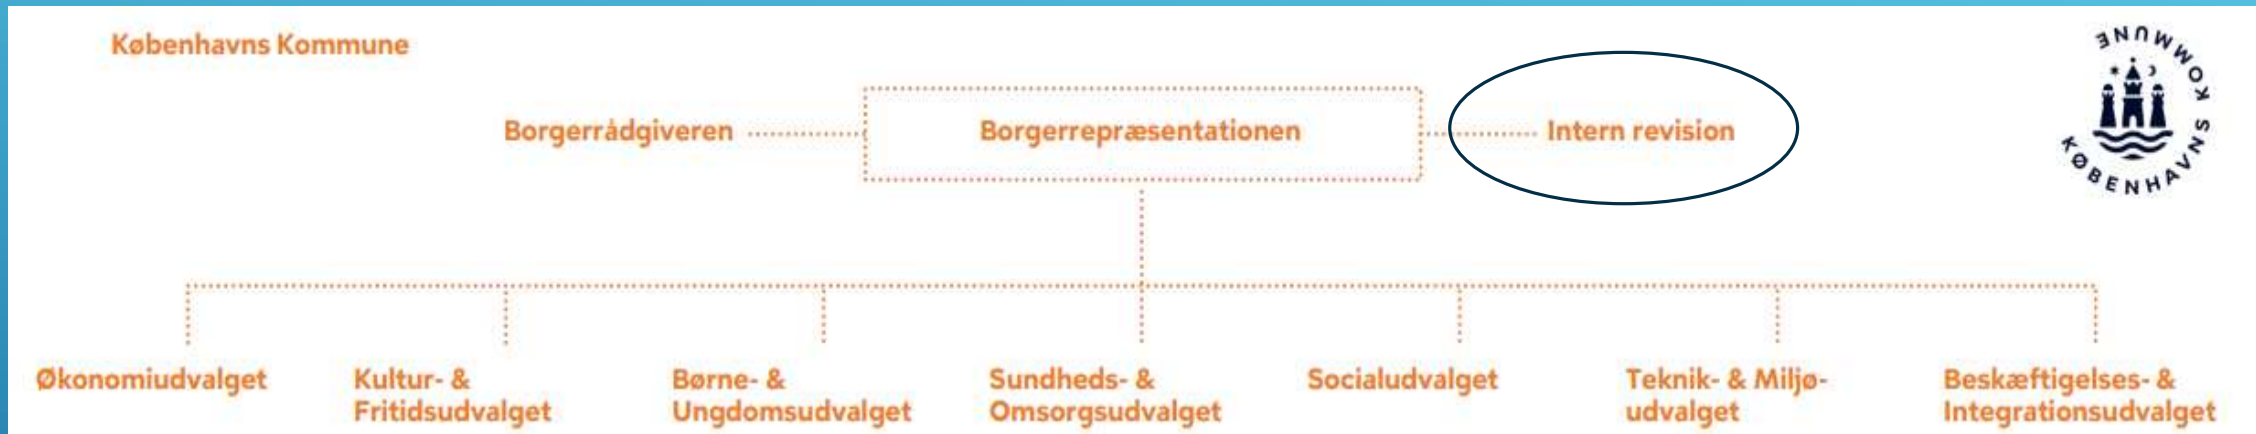 Københavns Kommune
KØBENHAVNS KOMMUNE
Borgerrådgiveren
Borgerrepræsentationen
Intern revision
Økonomiudvalget
Kultur- &
Fritidsudvalget
Børne- &
Ungdomsudvalget
Sundheds- &
Omsorgsudvalget
Socialudvalget
Teknik- & Miljø-
udvalget
Beskæftigelses- &
Integrationsudvalget